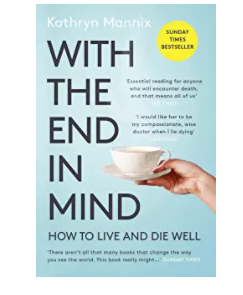 Kathryn Mannix
SUNDAY
TIMES
BESTSELLER
WITH
THE
END
IN
MIND
'Essential reading for anyone
who will encounter death,
and that means all of us'
'I would like her to be
my compassionate, wise
doctor when I lie dying'
HOW TO LIVE AND DIE WELL
'There aren't all that many books that change the way
you see the world. This book really might...' SUNDAY TIMES